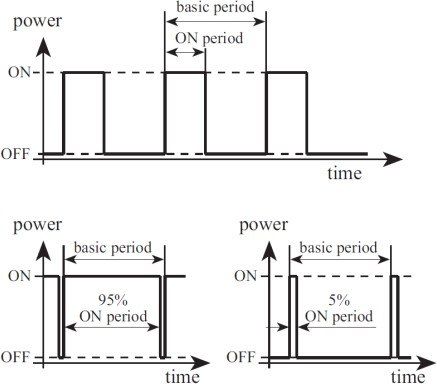 basic period
power
ON period
ON
OFF
time
power
basic period
ON
95%
ON period
OFF
time
power
basic period
ON
5%
ON period
OFF
time